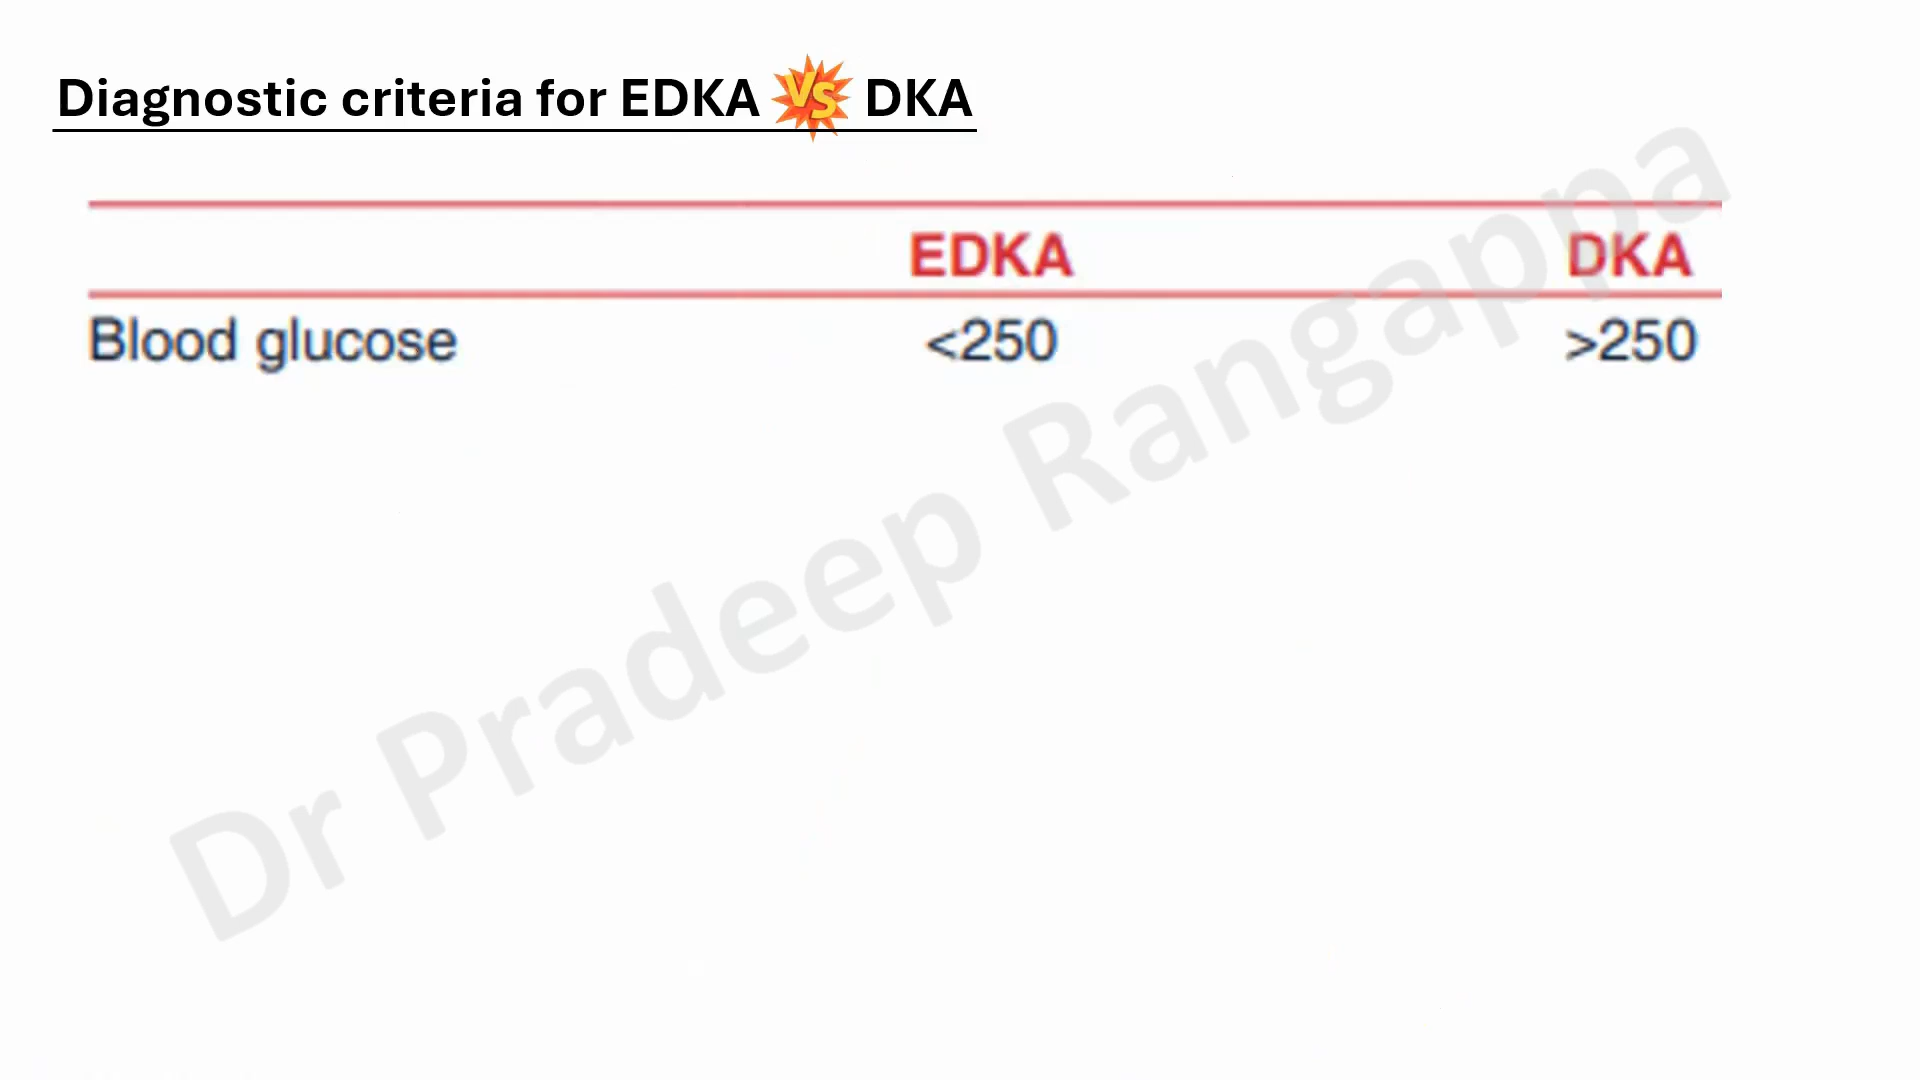 Diagnostic criteria for EDKA VS DKA
EDKA DKA
Blood glucose <250 >250
Dr Pradeep Rangappa